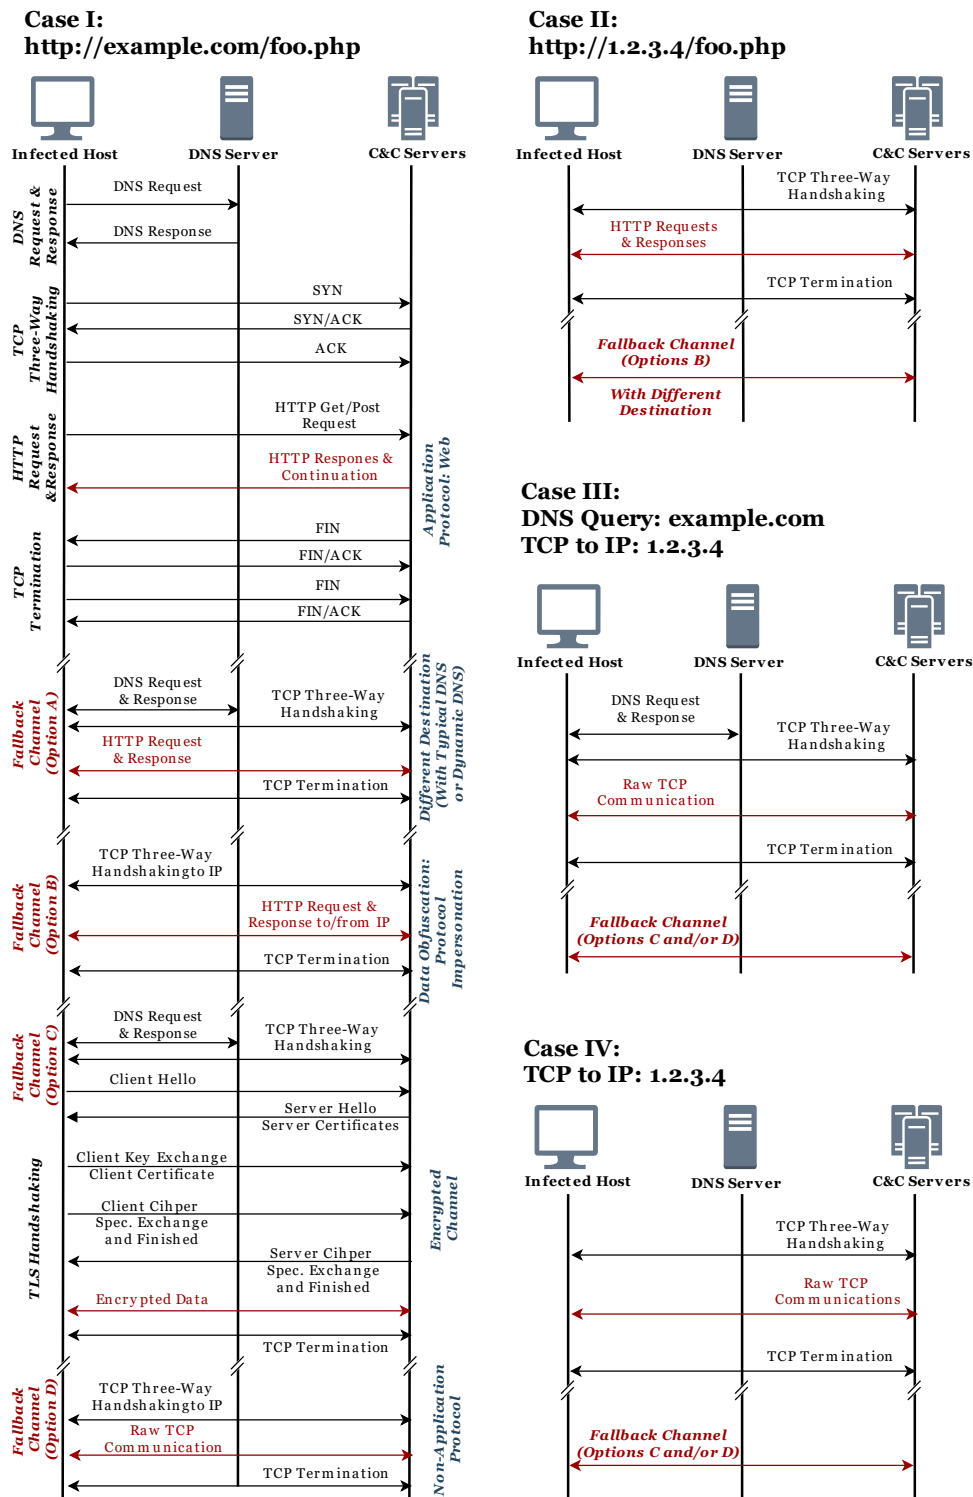 Case I:
http://example.com/foo.php
Infected Host
DNS Server
C&C Servers
DNS
Request &
Response
DNS Request
DNS Response
TCP
Three-Way
Handshaking
SYN
SYN/ACK
ACK
HTTP
Request
&Response
HTTP Get/Post
Request
HTTP Respones &
Continuation
Application
Protocol: Web
TCP
Termination
FIN
FIN/ACK
FIN
FIN/ACK
Fallback
Channel
(Option A)
DNS Request
& Response
TCP Three-Way
Handshaking
HTTP Request
& Response
TCP Termination
Different Destination
(With Typical DNS
or Dynamic DNS)
Fallback
Channel
(Option B)
TCP Three-Way
Handshakingto IP
HTTP Request &
Response to/from IP
TCP Termination
Data Obfuscation:
Protocol
Impersonation
Fallback
Channel
(Option C)
DNS Request
& Response
TCP Three-Way
Handshaking
Client Hello
Server Hello
Server Certificates
TLS Handshaking
Client Key Exchange
Client Certificate
Client Cihper
Spec. Exchange
and Finished
Server Cihper
Spec. Exchange
and Finished
Encrypted Data
TCP Termination
Encrypted
Channel
Fallback
Channel
(Option D)
TCP Three-Way
Handshakingto IP
Raw TCP
Communication
TCP Termination
Non-Application
Protocol
Case II:
http://1.2.3.4/foo.php
Infected Host
DNS Server
C&C Servers
TCP Three-Way
Handshaking
HTTP Requests
& Responses
TCP Termination
Fallback Channel
(Options B)
With Different
Destination
Case III:
DNS Query: example.com
TCP to IP: 1.2.3.4
Infected Host
DNS Server
C&C Servers
DNS Request
& Response
TCP Three-Way
Handshaking
Raw TCP
Communication
TCP Termination
Fallback Channel
(Options C and/or D)
Case IV:
TCP to IP: 1.2.3.4
Infected Host
DNS Server
C&C Servers
TCP Three-Way
Handshaking
Raw TCP
Communications
TCP Termination
Fallback Channel
(Options C and/or D)